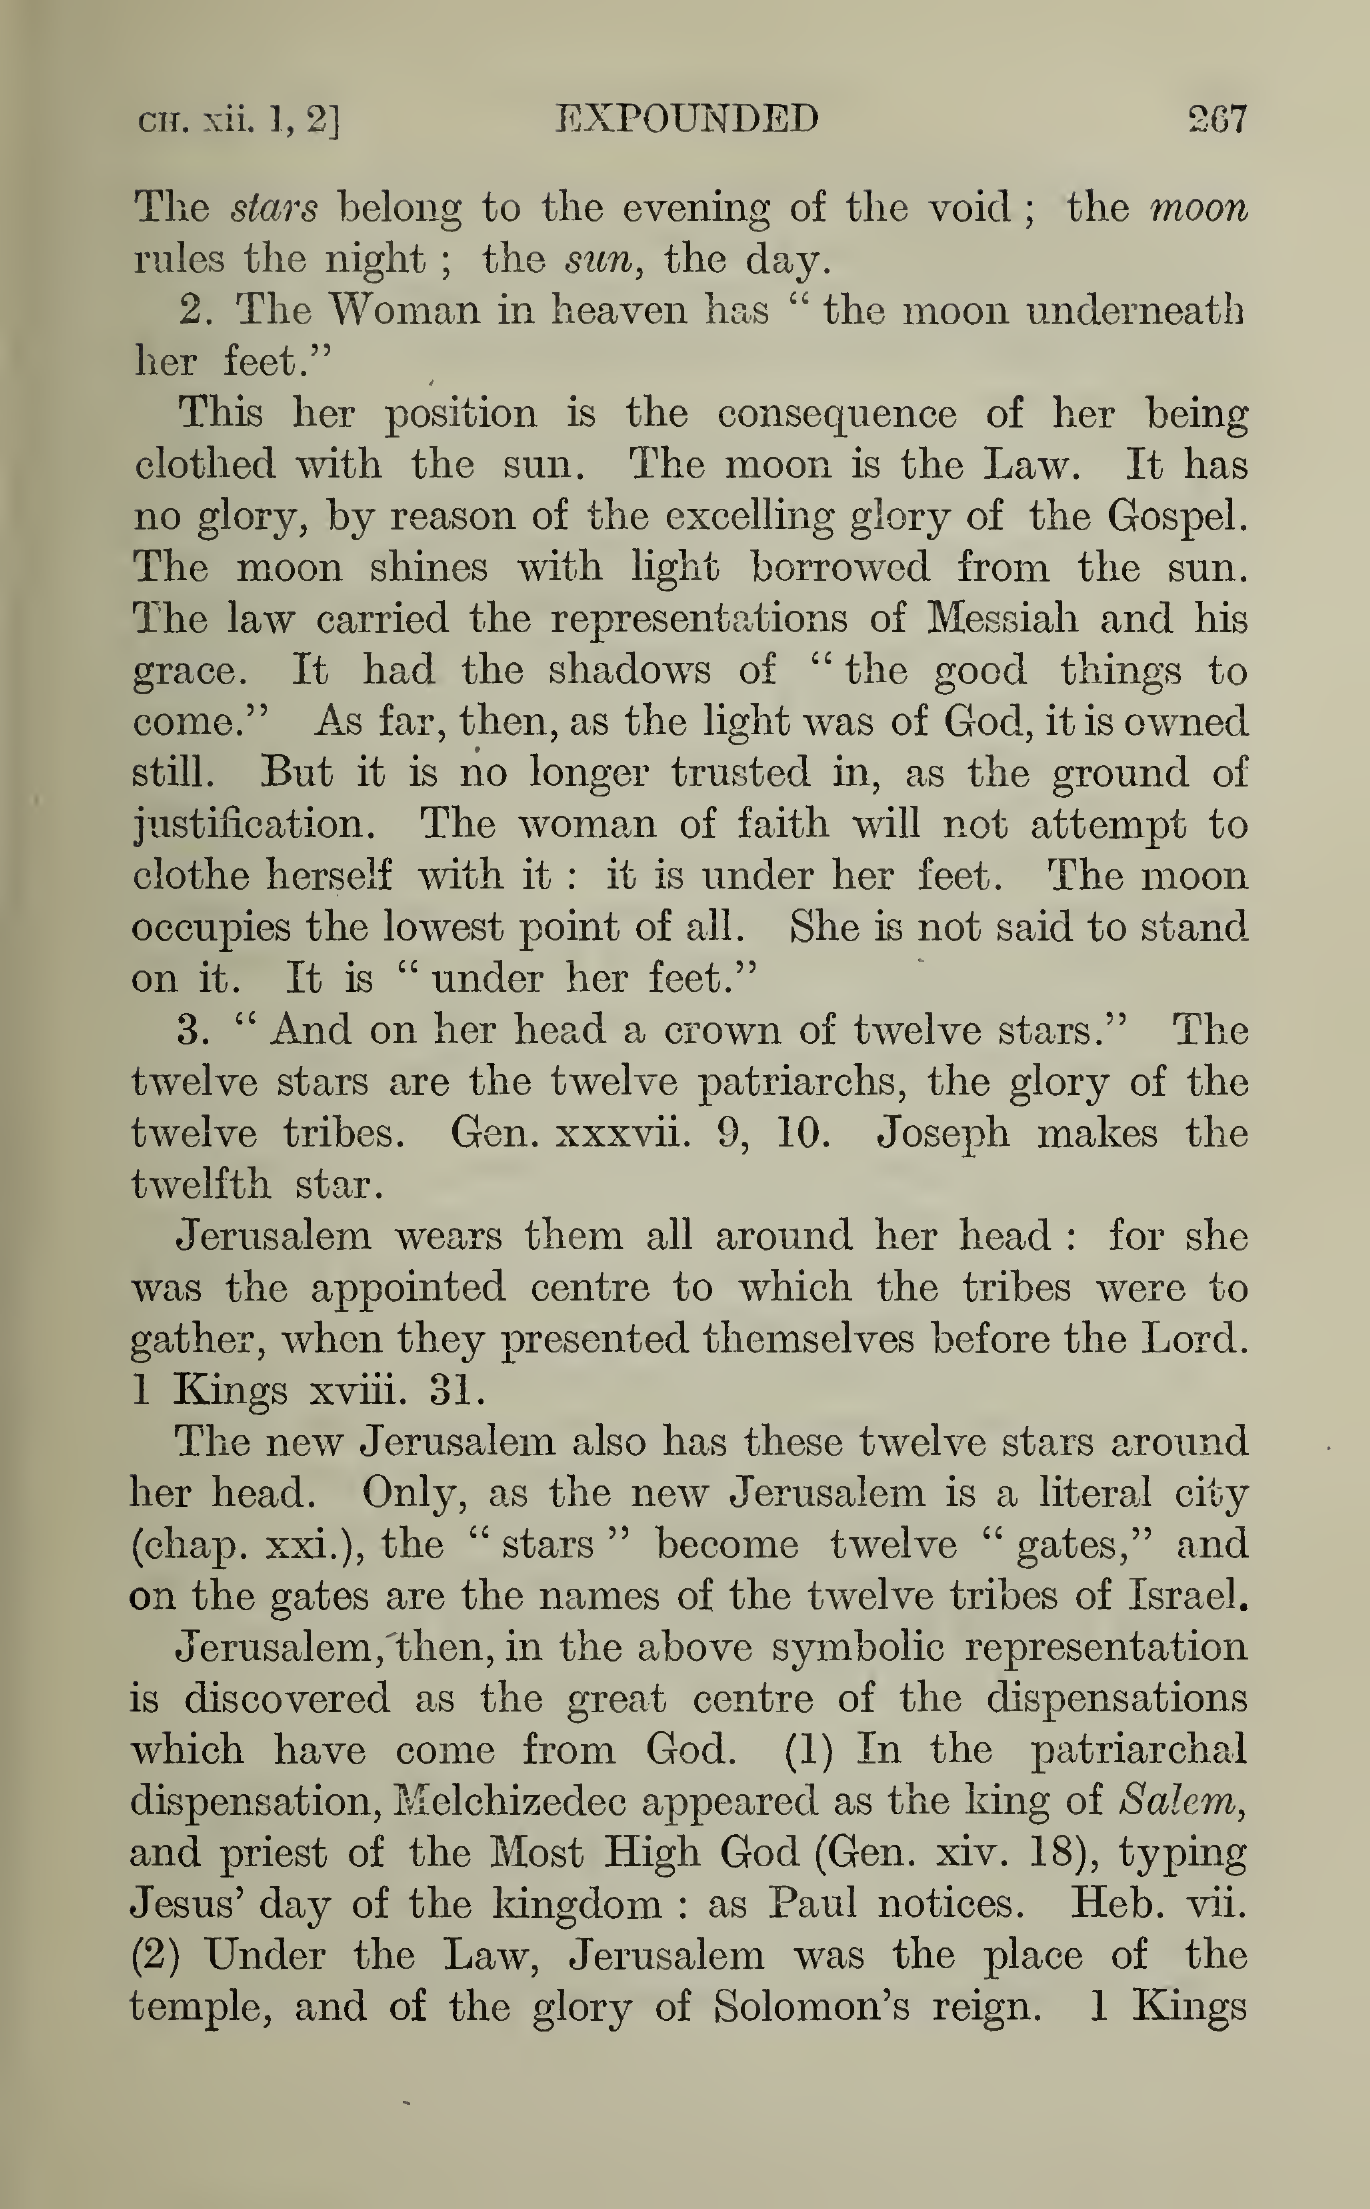 CH. xii. 1, 2] EXPOUNDED 267
The stars belong to the evening of the void ; the moon
rules the night ; the sun, the day.
2. The Woman in heaven has “ the moon underneath
her feet.”
This her position is the consequence of her being
clothed with the sun. The moon is the Law. It has
no glory, by reason of the excelling glory of the Gospel.
The moon shines with light borrowed from the sun.
The law carried the representations of Messiah and his
grace. It had the shadows of “ the good things to
come.” As far, then, as the light was of God, it is owned
still. But it is no longer trusted in, as the ground of
justification. The woman of faith will not attempt to
clothe herself with it : it is under her feet. The moon
occupies the lowest point of all. She is not said to stand
on it. It is “ under her feet.”
3. “ And on her head a crown of twelve stars.” The
twelve stars are the twelve patriarchs, the glory of the
twelve tribes. Gen. xxxvii. 9, 10. Joseph makes the
twelfth star.
Jerusalem wears them all around her head : for she
was the appointed centre to which the tribes were to
gather, when they presented themselves before the Lord.
1 Kings xviii. 31.
The new Jerusalem also has these twelve stars around
her head. Only, as the new Jerusalem is a literal city
(chap. xxi.), the “ stars ” become twelve “ gates,” and
on the gates are the names of the twelve tribes of Israel.
Jerusalem, then, in the above symbolic representation
is discovered as the great centre of the dispensations
which have come from God. (1) In the patriarchal
dispensation, Melchizedec appeared as the king of Salem,
and priest of the Most High God (Gen. xiv. 18), typing
Jesus’ day of the kingdom : as Paul notices. Heb. vii.
(2) Under the Law, Jerusalem was the place of the
temple, and of the glory of Solomon’s reign. 1 Kings